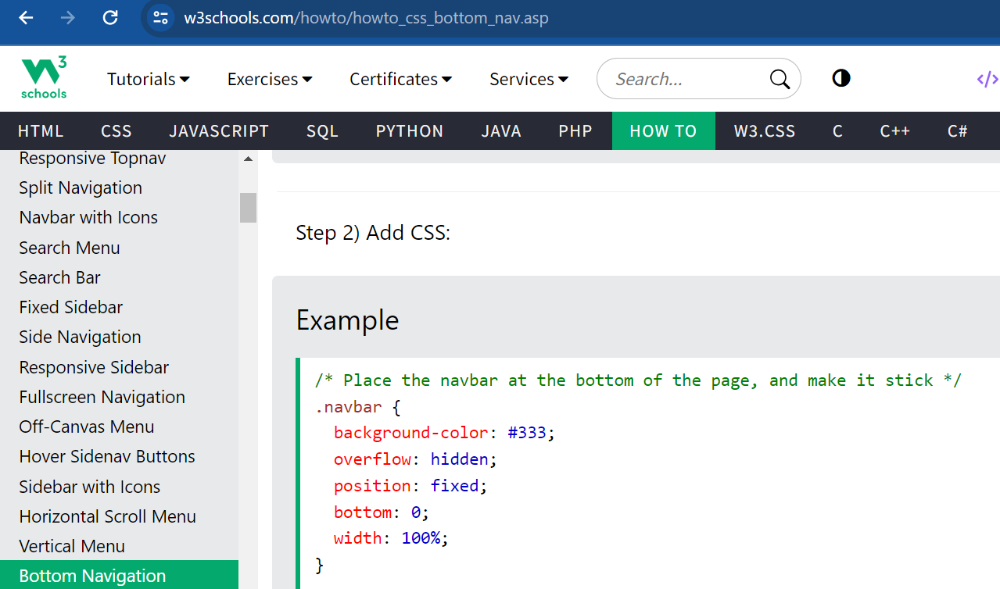 w3schools.com/howto/howto_css_bottom_nav.asp
W3
schools
Tutorials Exercises Certificates Services Search... </>
HTML CSS JAVASCRIPT SQL PYTHON JAVA PHP HOW TO W3.CSS C C++ C#
Responsive Topnav
Split Navigation
Navbar with Icons
Search Menu
Search Bar
Fixed Sidebar
Side Navigation
Responsive Sidebar
Fullscreen Navigation
Off-Canvas Menu
Hover Sidenav Buttons
Sidebar with Icons
Horizontal Scroll Menu
Vertical Menu
Bottom Navigation
Step 2) Add CSS:
Example
/* Place the navbar at the bottom of the page, and make it stick */
.navbar {
  background-color: #333;
  overflow: hidden;
  position: fixed;
  bottom: 0;
  width: 100%;
}